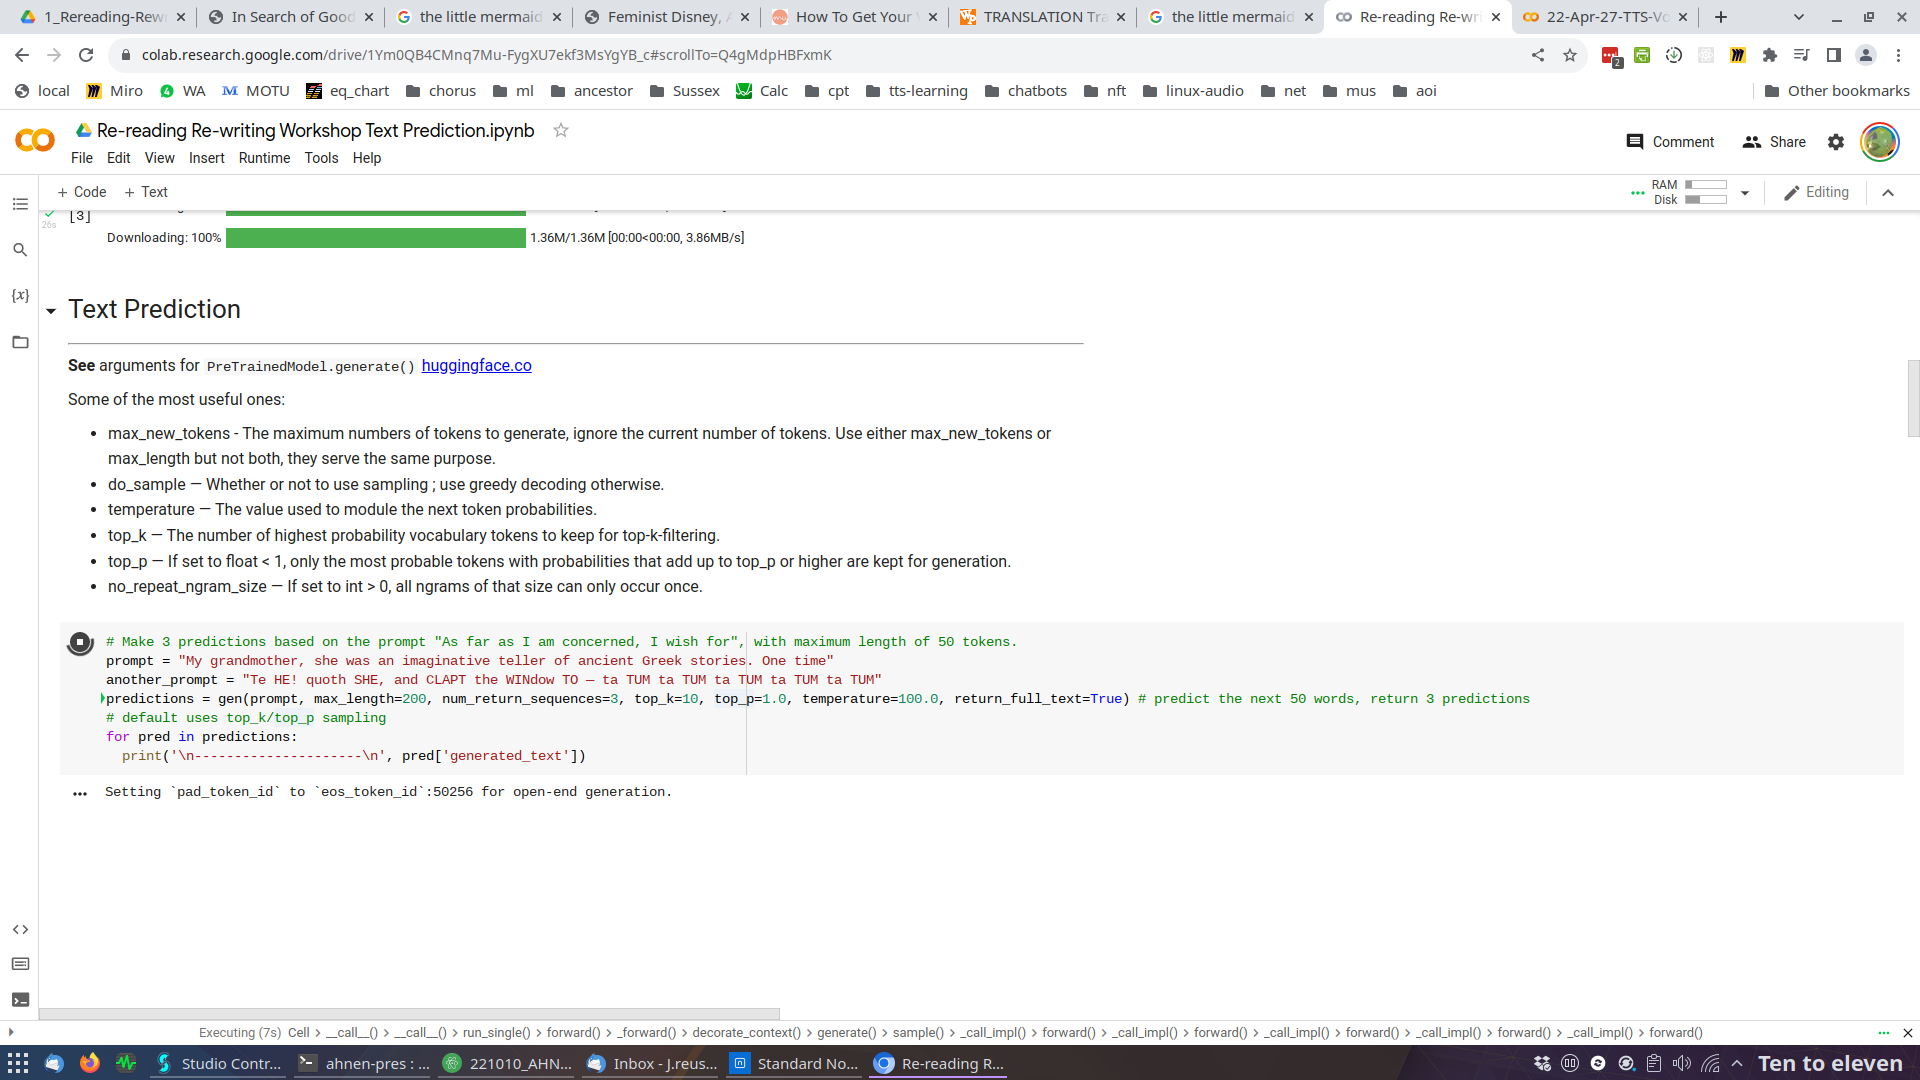 1_Rereading-Rewr
In Search of Good
the little mermaid
Feminist Disney,
How To Get Your
TRANSLATION Tra
the little mermaid
Re-reading Re-wri
22-Apr-27-TTS-Vo
colab.research.google.com/drive/1Ym0QB4CMnq7Mu-FygXU7ekf3MsYgYB_c#scrollTo=Q4gMdpHBFxmK
2
local Miro WA MOTU eq_chart chorus ml ancestor Sussex Calc cpt tts-learning chatbots nft linux-audio net mus aoi Other bookmarks
Re-reading Re-writing Workshop Text Prediction.ipynb
Comment Share
File Edit View Insert Runtime Tools Help
+ Code + Text
RAM
Disk
Editing
[3]
26s
Downloading: 100% 1.36M/1.36M [00:00<00:00, 3.86MB/s]
{x}
Text Prediction
See arguments for PreTrainedModel.generate() huggingface.co
Some of the most useful ones:
• max_new_tokens - The maximum numbers of tokens to generate, ignore the current number of tokens. Use either max_new_tokens or
max_length but not both, they serve the same purpose.
• do_sample — Whether or not to use sampling ; use greedy decoding otherwise.
• temperature — The value used to module the next token probabilities.
• top_k — The number of highest probability vocabulary tokens to keep for top-k-filtering.
• top_p — If set to float < 1, only the most probable tokens with probabilities that add up to top_p or higher are kept for generation.
• no_repeat_ngram_size — If set to int > 0, all ngrams of that size can only occur once.
# Make 3 predictions based on the prompt "As far as I am concerned, I wish for", with maximum length of 50 tokens.
prompt = "My grandmother, she was an imaginative teller of ancient Greek stories. One time"
another_prompt = "Te HE! quoth SHE, and CLAPT the WINdow TO — ta TUM ta TUM ta TUM ta TUM ta TUM"
predictions = gen(prompt, max_length=200, num_return_sequences=3, top_k=10, top_p=1.0, temperature=100.0, return_full_text=True) # predict the next 50 words, return 3 predictions
# default uses top_k/top_p sampling
for pred in predictions:
print('\n---------------------\n', pred['generated_text'])
Setting `pad_token_id` to `eos_token_id`:50256 for open-end generation.
Executing (7s) Cell > __call__() > __call__() > run_single() > forward() > _forward() > decorate_context() > generate() > sample() > _call_impl() > forward() > _call_impl() > forward() > _call_impl() > forward() > _call_impl() > forward() > _call_impl() > forward()
Studio Contr...
ahnen-pres : ...
221010_AHN...
Inbox - J.reus...
Standard No...
Re-reading R...
Ten to eleven